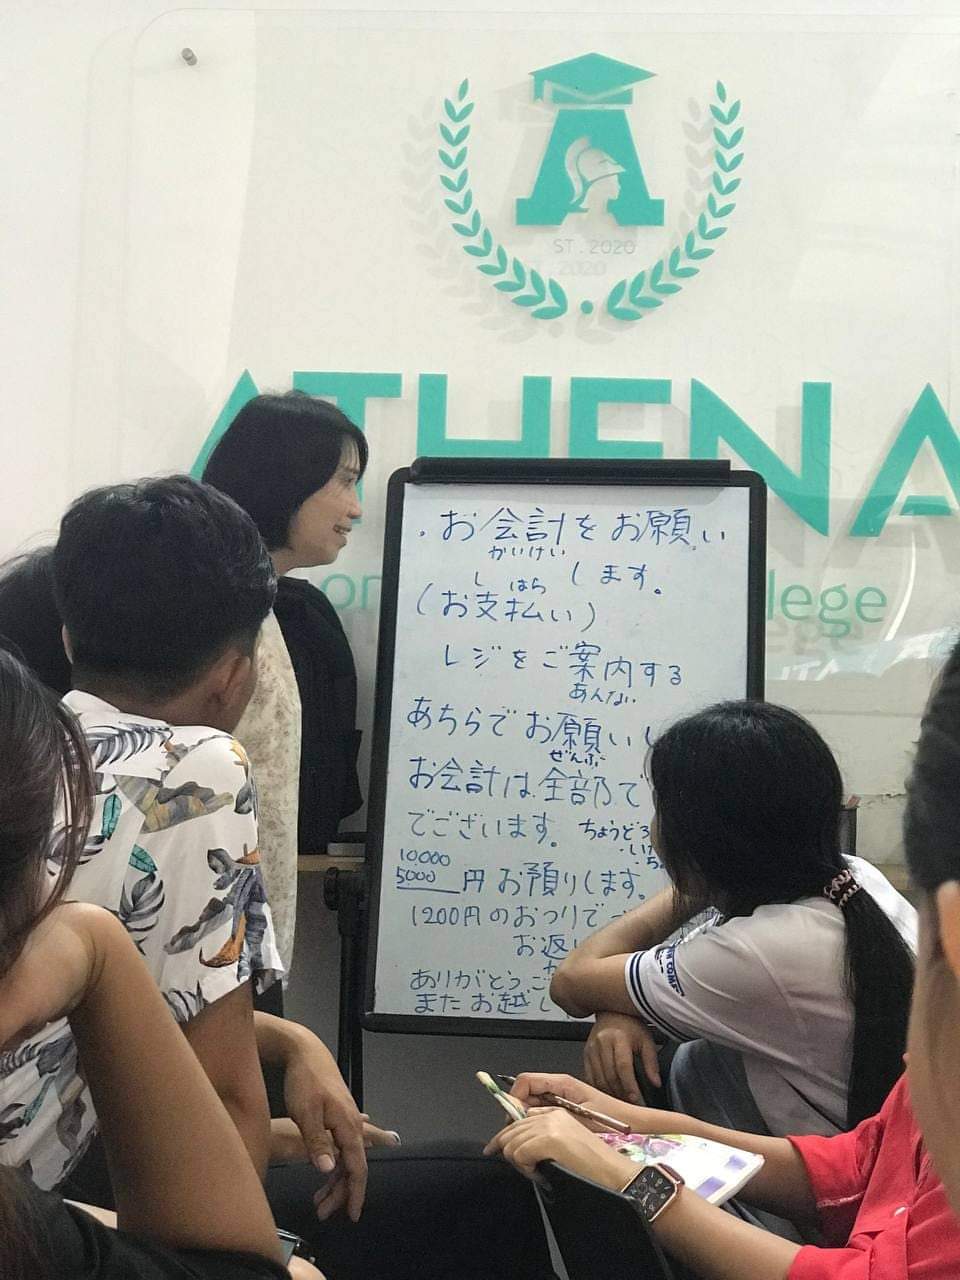 ST.2020
ATHENA
lege
・お会計をお願い
かいけい
します。
し はら
(お支払い)
レジをご案内する
あんない
あちらでお願いし
ぜんぶ
お会計は全部で
でございます。
ちょうど
10,000
5000 円お預りします。
1200円のおつりで
お返
ありがとうご
またお越し